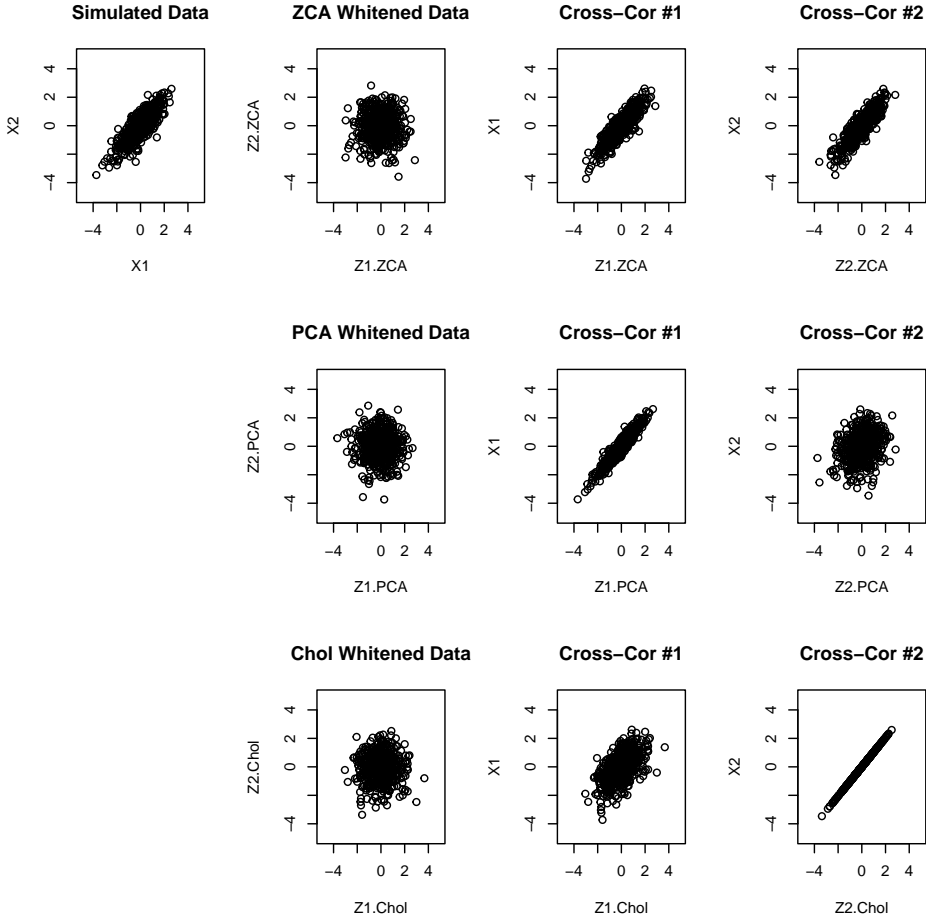 Simulated Data
ZCA Whitened Data
Cross−Cor #1
Cross−Cor #2
X2
4
2
0
−4
−4
0
2
4
X1
Z2.ZCA
4
2
0
−4
−4
0
2
4
Z1.ZCA
X1
4
2
0
−4
−4
0
2
4
Z1.ZCA
X2
4
2
0
−4
−4
0
2
4
Z2.ZCA
PCA Whitened Data
Cross−Cor #1
Cross−Cor #2
Z2.PCA
4
2
0
−4
−4
0
2
4
Z1.PCA
X1
4
2
0
−4
−4
0
2
4
Z1.PCA
X2
4
2
0
−4
−4
0
2
4
Z2.PCA
Chol Whitened Data
Cross−Cor #1
Cross−Cor #2
Z2.Chol
4
2
0
−4
−4
0
2
4
Z1.Chol
X1
4
2
0
−4
−4
0
2
4
Z1.Chol
X2
4
2
0
−4
−4
0
2
4
Z2.Chol